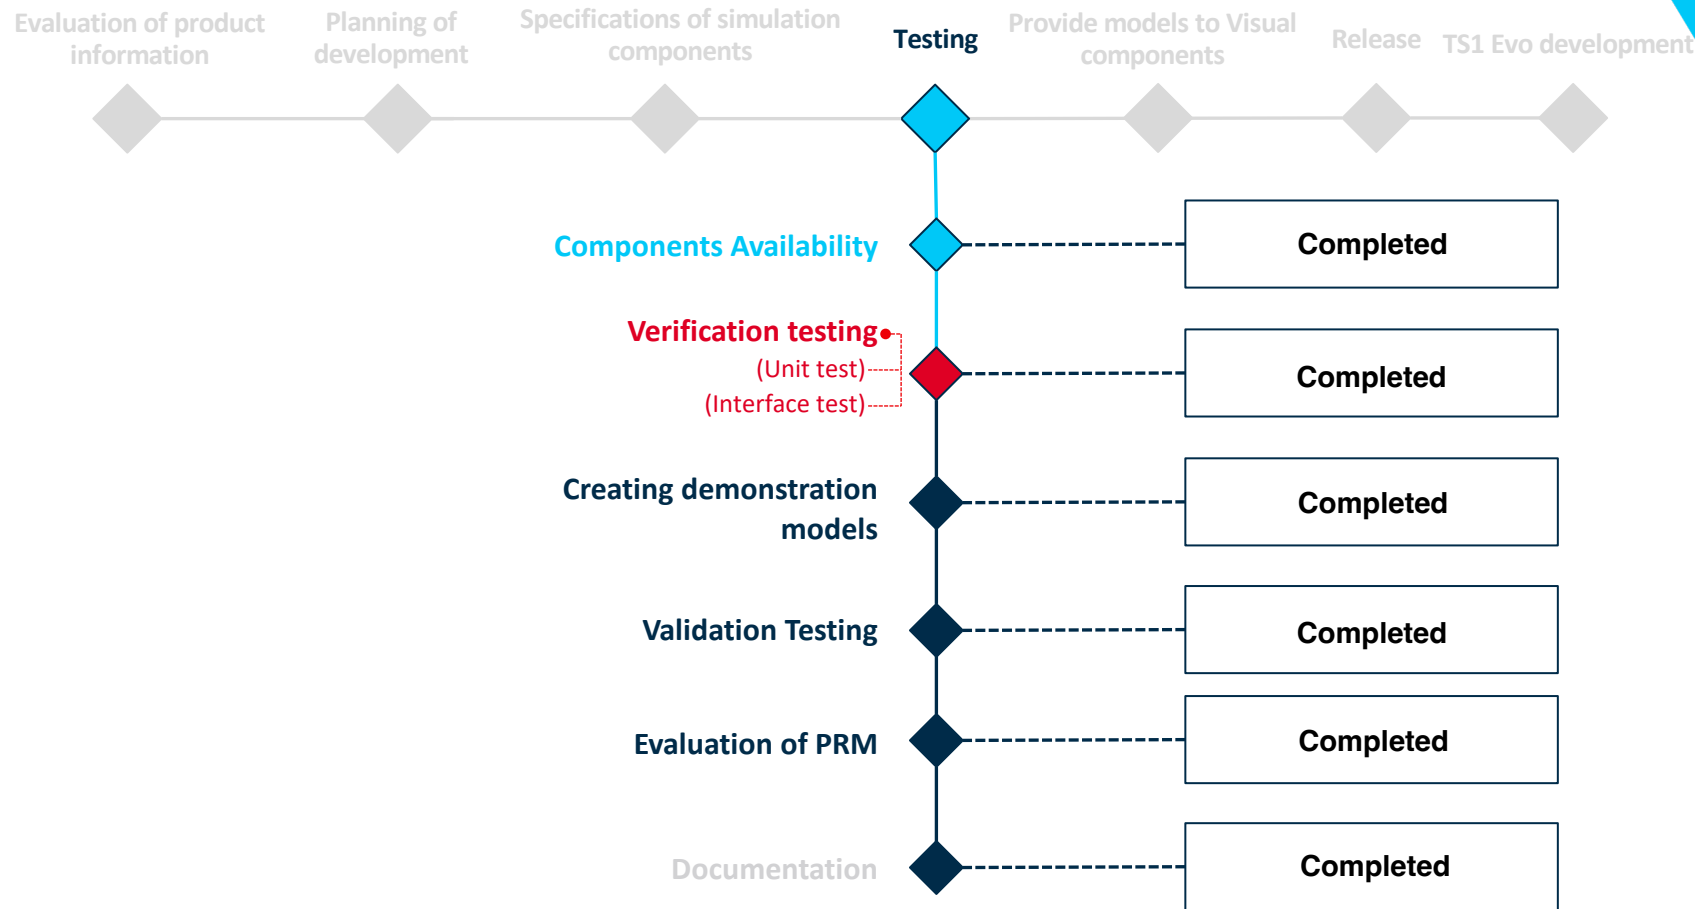 Evaluation of product
information
Planning of
development
Specifications of simulation
components
Testing
Provide models to Visual
components
Release
TS1 Evo development
Components Availability
Completed
Verification testing
(Unit test)
(Interface test)
Completed
Creating demonstration
models
Completed
Validation Testing
Completed
Evaluation of PRM
Completed
Documentation
Completed